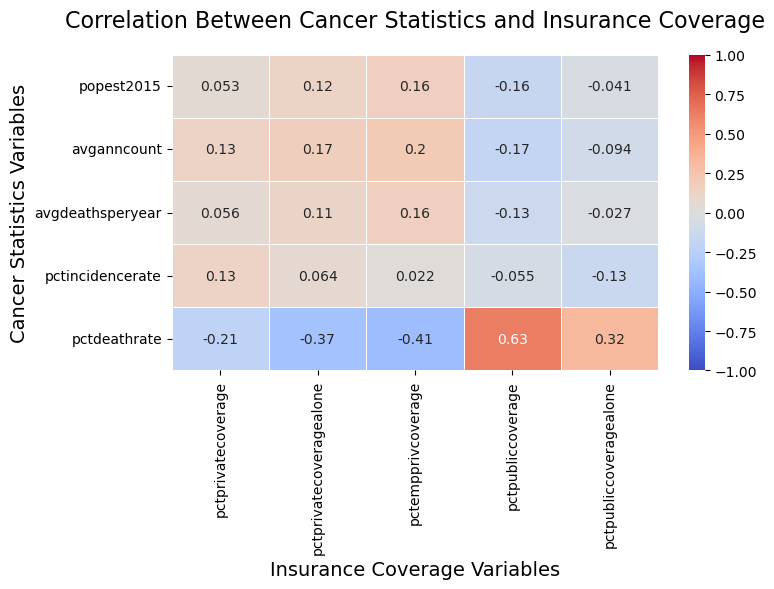 Correlation Between Cancer Statistics and Insurance Coverage
Cancer Statistics Variables
popest2015 0.053 0.12 0.16 -0.16 -0.041
avganncount 0.13 0.17 0.2 -0.17 -0.094
avgdeathsperyear 0.056 0.11 0.16 -0.13 -0.027
pctincidencerate 0.13 0.064 0.022 -0.055 -0.13
pctdeathrate -0.21 -0.37 -0.41 0.63 0.32
pctprivatecoverage
pctprivatecoveragealone
pctempprivcoverage
pctpubliccoverage
pctpubliccoveragealone
Insurance Coverage Variables
1.00
0.75
0.50
0.25
0.00
−0.25
−0.50
−0.75
−1.00